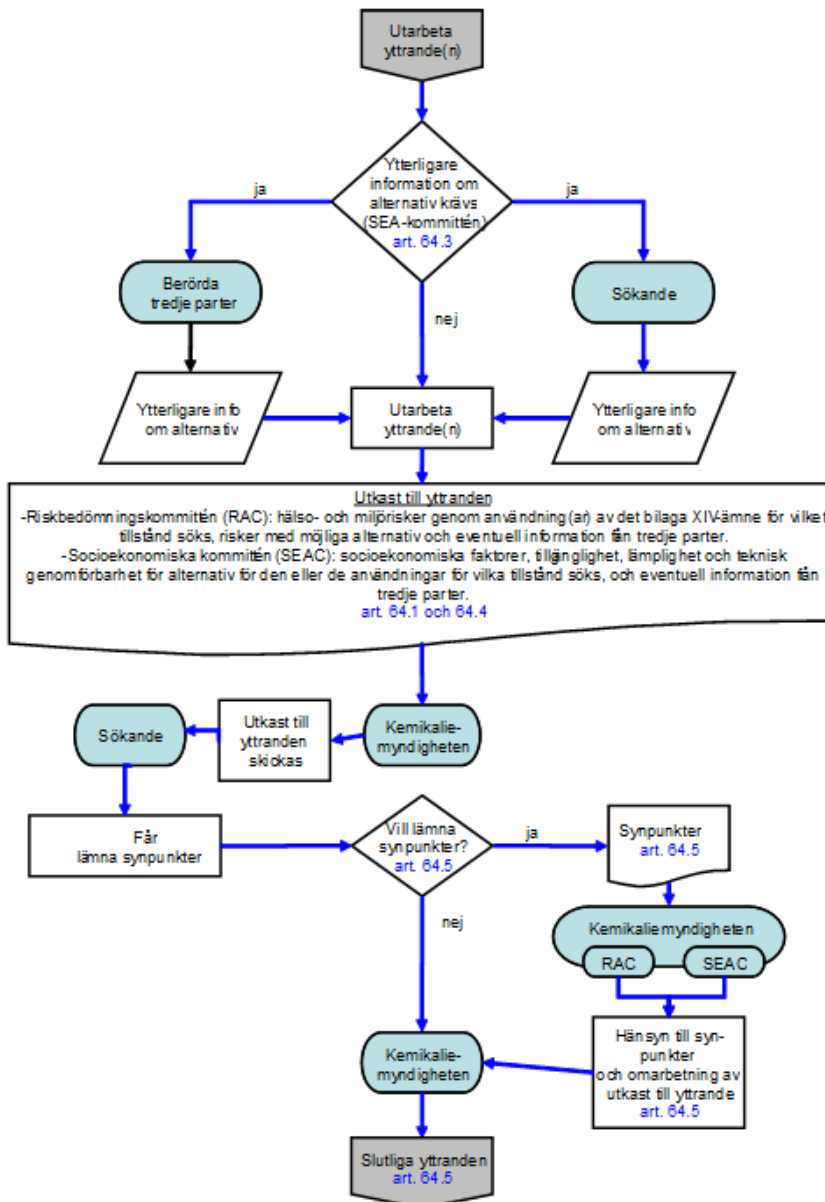 Utarbeta
yttrande(n)
Ytterligare
information om
alternativ krävs
(SEA-kommittén)
art. 64.3
ja
ja
Berörda
tredje parter
Sökande
nej
Ytterligare info
om alternativ
Utarbeta
yttrande(n)
Ytterligare info
om alternativ
Utkast till yttranden
-Riskbedömningskommittén (RAC): hälso- och miljörisker genom användning(ar) av det bilaga XIV-ämne för vilket
tillstånd söks, risker med möjliga alternativ och eventuell information från tredje parter.
-Socioekonomiska kommittén (SEAC): socioekonomiska faktorer, tillgänglighet, lämplighet och teknisk
genomförbarhet för alternativ för den eller de användningar för vilka tillstånd söks, och eventuell information från
tredje parter.
art. 64.1 och 64.4
Sökande
Utkast till
yttranden
skickas
Kemikalie-
myndigheten
Får
lämna synpunkter
Vill lämna
synpunkter?
art. 64.5
ja
Synpunkter
art. 64.5
nej
Kemikaliemyndigheten
RAC
SEAC
Kemikalie-
myndigheten
Hänsyn till syn-
punkter
och omarbetning av
utkast till yttrande
art. 64.5
Slutliga yttranden
art. 64.5